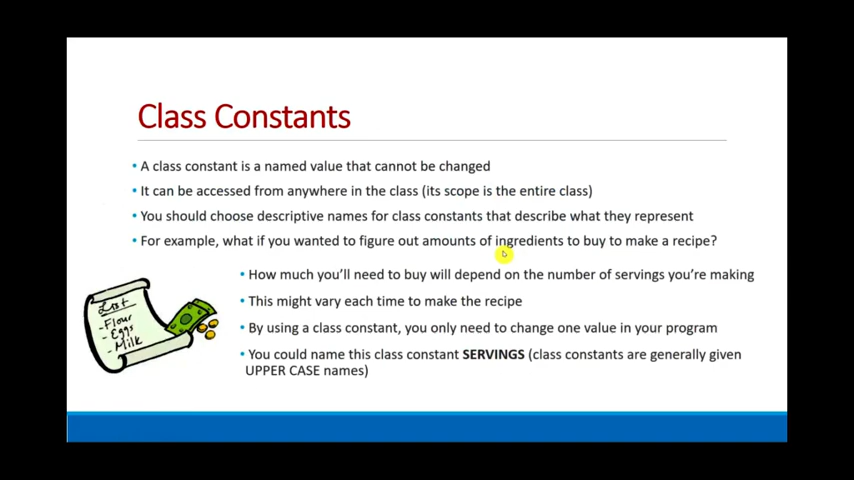 Class Constants
• A class constant is a named value that cannot be changed
• It can be accessed from anywhere in the class (its scope is the entire class)
• You should choose descriptive names for class constants that describe what they represent
• For example, what if you wanted to figure out amounts of ingredients to buy to make a recipe?
• How much you'll need to buy will depend on the number of servings you're making
• This might vary each time to make the recipe
• By using a class constant, you only need to change one value in your program
• You could name this class constant SERVINGS (class constants are generally given
UPPER CASE names)
List
-Flour
-Eggs
-Milk